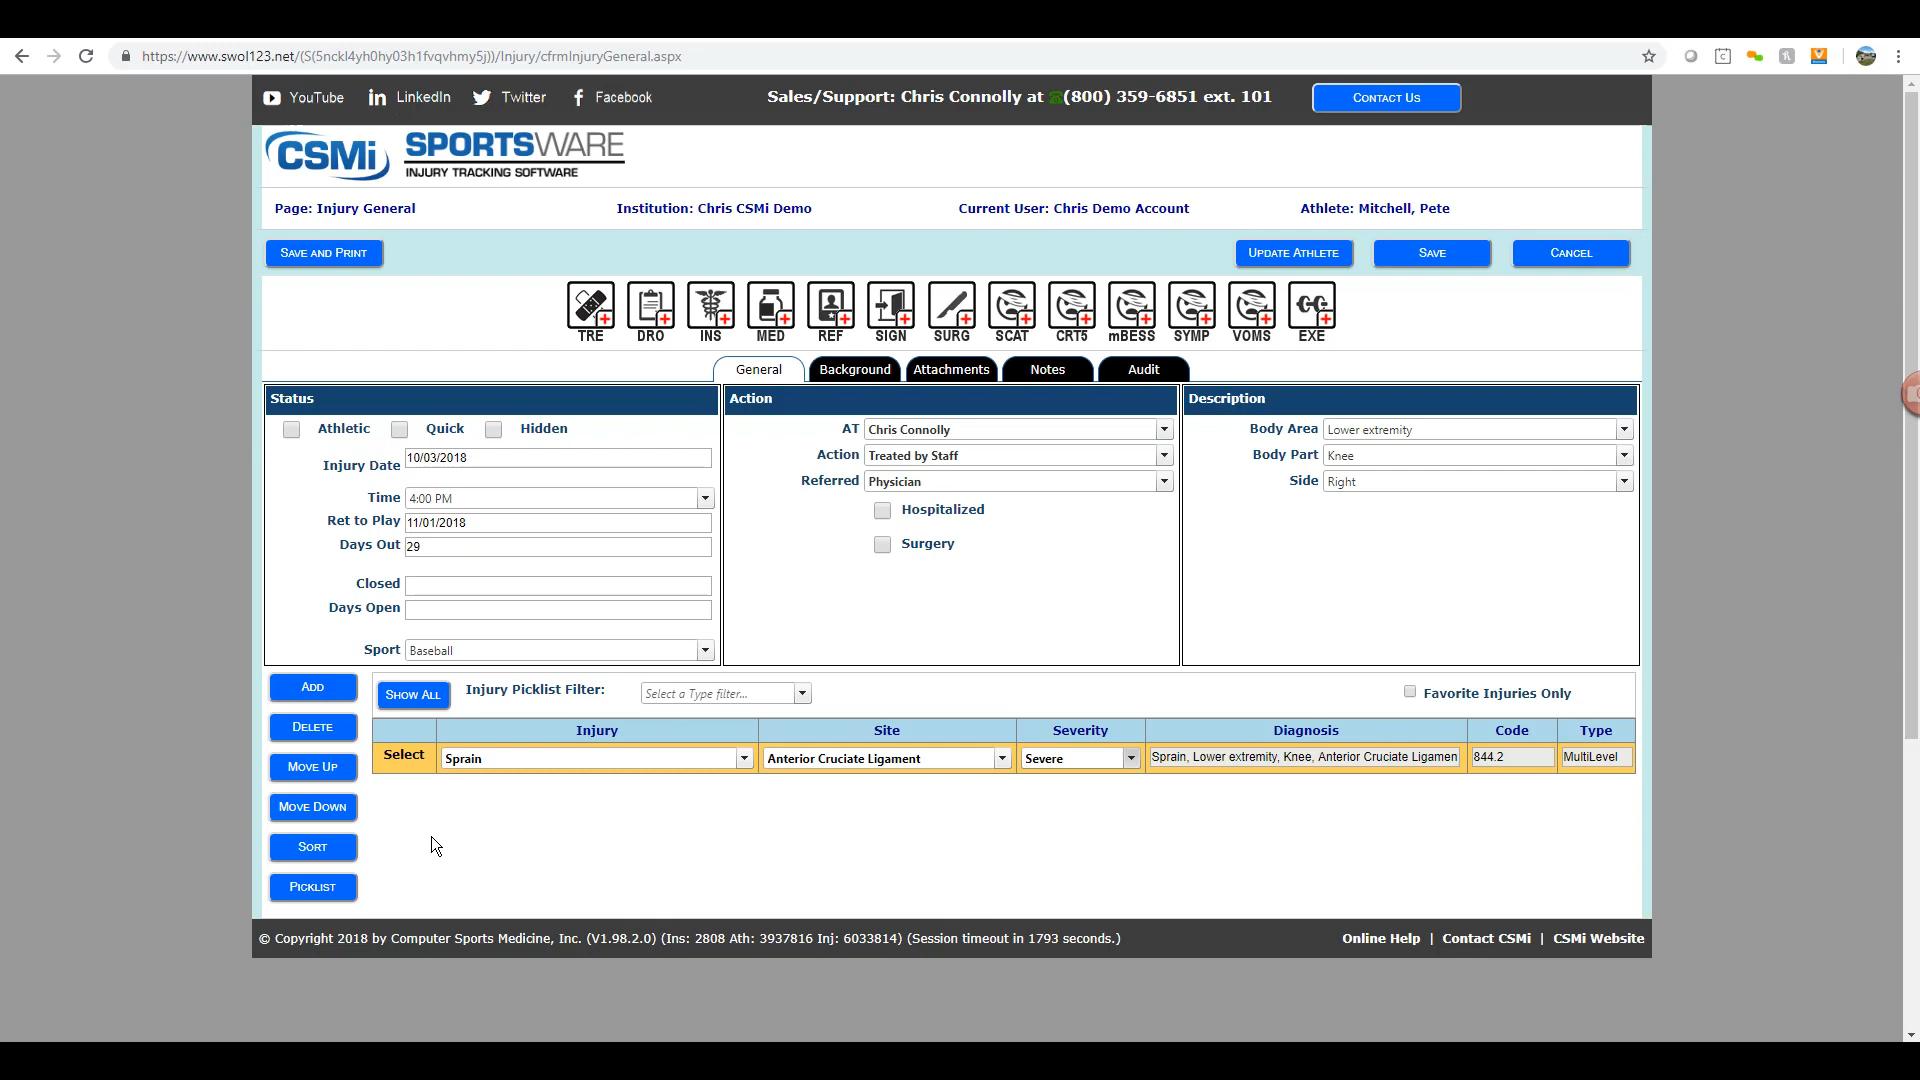 https://www.swol123.net/(S(5nckl4yh0hy03h1fvqvhmy5j))/Injury/cfrmInjuryGeneral.aspx
YouTube LinkedIn Twitter Facebook Sales/Support: Chris Connolly at (800) 359-6851 ext. 101 Contact Us
CSMi SPORTSWARE
INJURY TRACKING SOFTWARE
Page: Injury General Institution: Chris CSMi Demo Current User: Chris Demo Account Athlete: Mitchell, Pete
Save and Print Update Athlete Save Cancel
TRE DRO INS MED REF SIGN SURG SCAT CRT5 mBESS SYMP VOMS EXE
General Background Attachments Notes Audit
Status
Athletic Quick Hidden
Injury Date 10/03/2018
Time 4:00 PM
Ret to Play 11/01/2018
Days Out 29
Closed
Days Open
Sport Baseball
Action
AT Chris Connolly
Action Treated by Staff
Referred Physician
Hospitalized
Surgery
Description
Body Area Lower extremity
Body Part Knee
Side Right
Add
Delete
Move Up
Move Down
Sort
Picklist
Show All Injury Picklist Filter: Select a Type filter... Favorite Injuries Only
Injury Site Severity Diagnosis Code Type
Select Sprain Anterior Cruciate Ligament Severe Sprain, Lower extremity, Knee, Anterior Cruciate Ligamen 844.2 MultiLevel
© Copyright 2018 by Computer Sports Medicine, Inc. (V1.98.2.0) (Ins: 2808 Ath: 3937816 Inj: 6033814) (Session timeout in 1793 seconds.) Online Help | Contact CSMi | CSMi Website